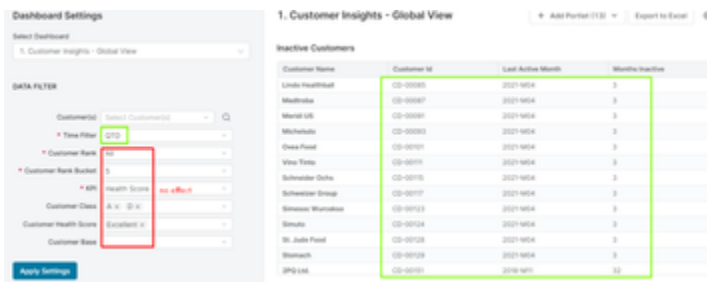 Dashboard Settings
Select Dashboard
1. Customer Insights - Global View
DATA FILTER
Customer(s) Select Customer(s)
* Time Filter QTD
* Customer Rank All
* Customer Rank Bucket 5
* KPI Health Score no effect
Customer Class A x D x
Customer Health Score Excellent x
Customer Base
Apply Settings
1. Customer Insights - Global View
+ Add Portlet (13)
Export to Excel
Inactive Customers
Customer Name Customer Id Last Active Month Months Inactive
Lindo Healthball CD-00085 2021-M04 3
Medtroba CD-00087 2021-M04 3
Meriel US CD-00091 2021-M04 3
Michelado CD-00093 2021-M04 3
Ovea Food CD-00101 2021-M04 3
Vino Tinto CD-00111 2021-M04 3
Schneider Ochs CD-00115 2021-M04 3
Schweizer Group CD-00117 2021-M04 3
CD-00123 2021-M04 3
Simuto CD-00124 2021-M04 3
St. Jude Food CD-00128 2021-M04 3
Stomach CD-00129 2021-M04 3
2PG Ltd. CD-00151 2018-M11 32